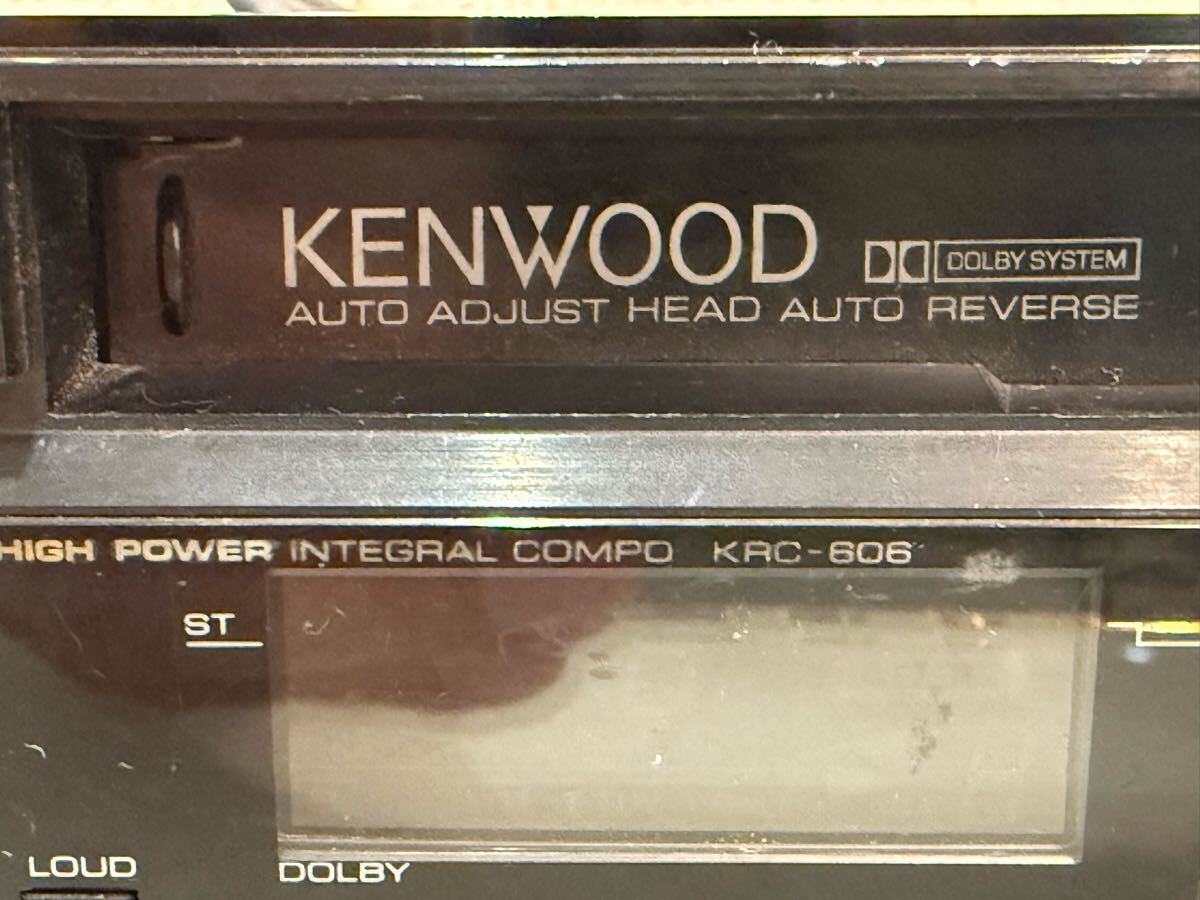 KENWOOD
DOLBY SYSTEM
AUTO ADJUST HEAD AUTO REVERSE
HIGH POWER INTEGRAL COMPO KRC-606
ST
LOUD
DOLBY